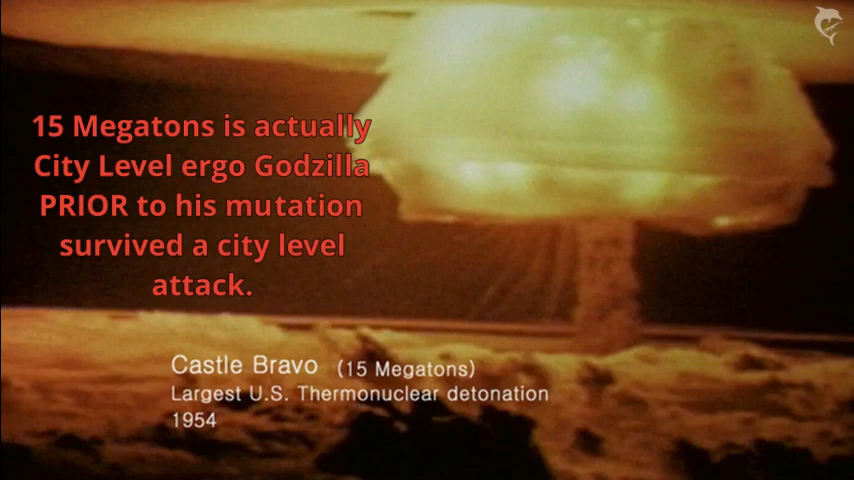 15 Megatons is actually
City Level ergo Godzilla
PRIOR to his mutation
survived a city level
attack.
Castle Bravo (15 Megatons)
Largest U.S. Thermonuclear detonation
1954